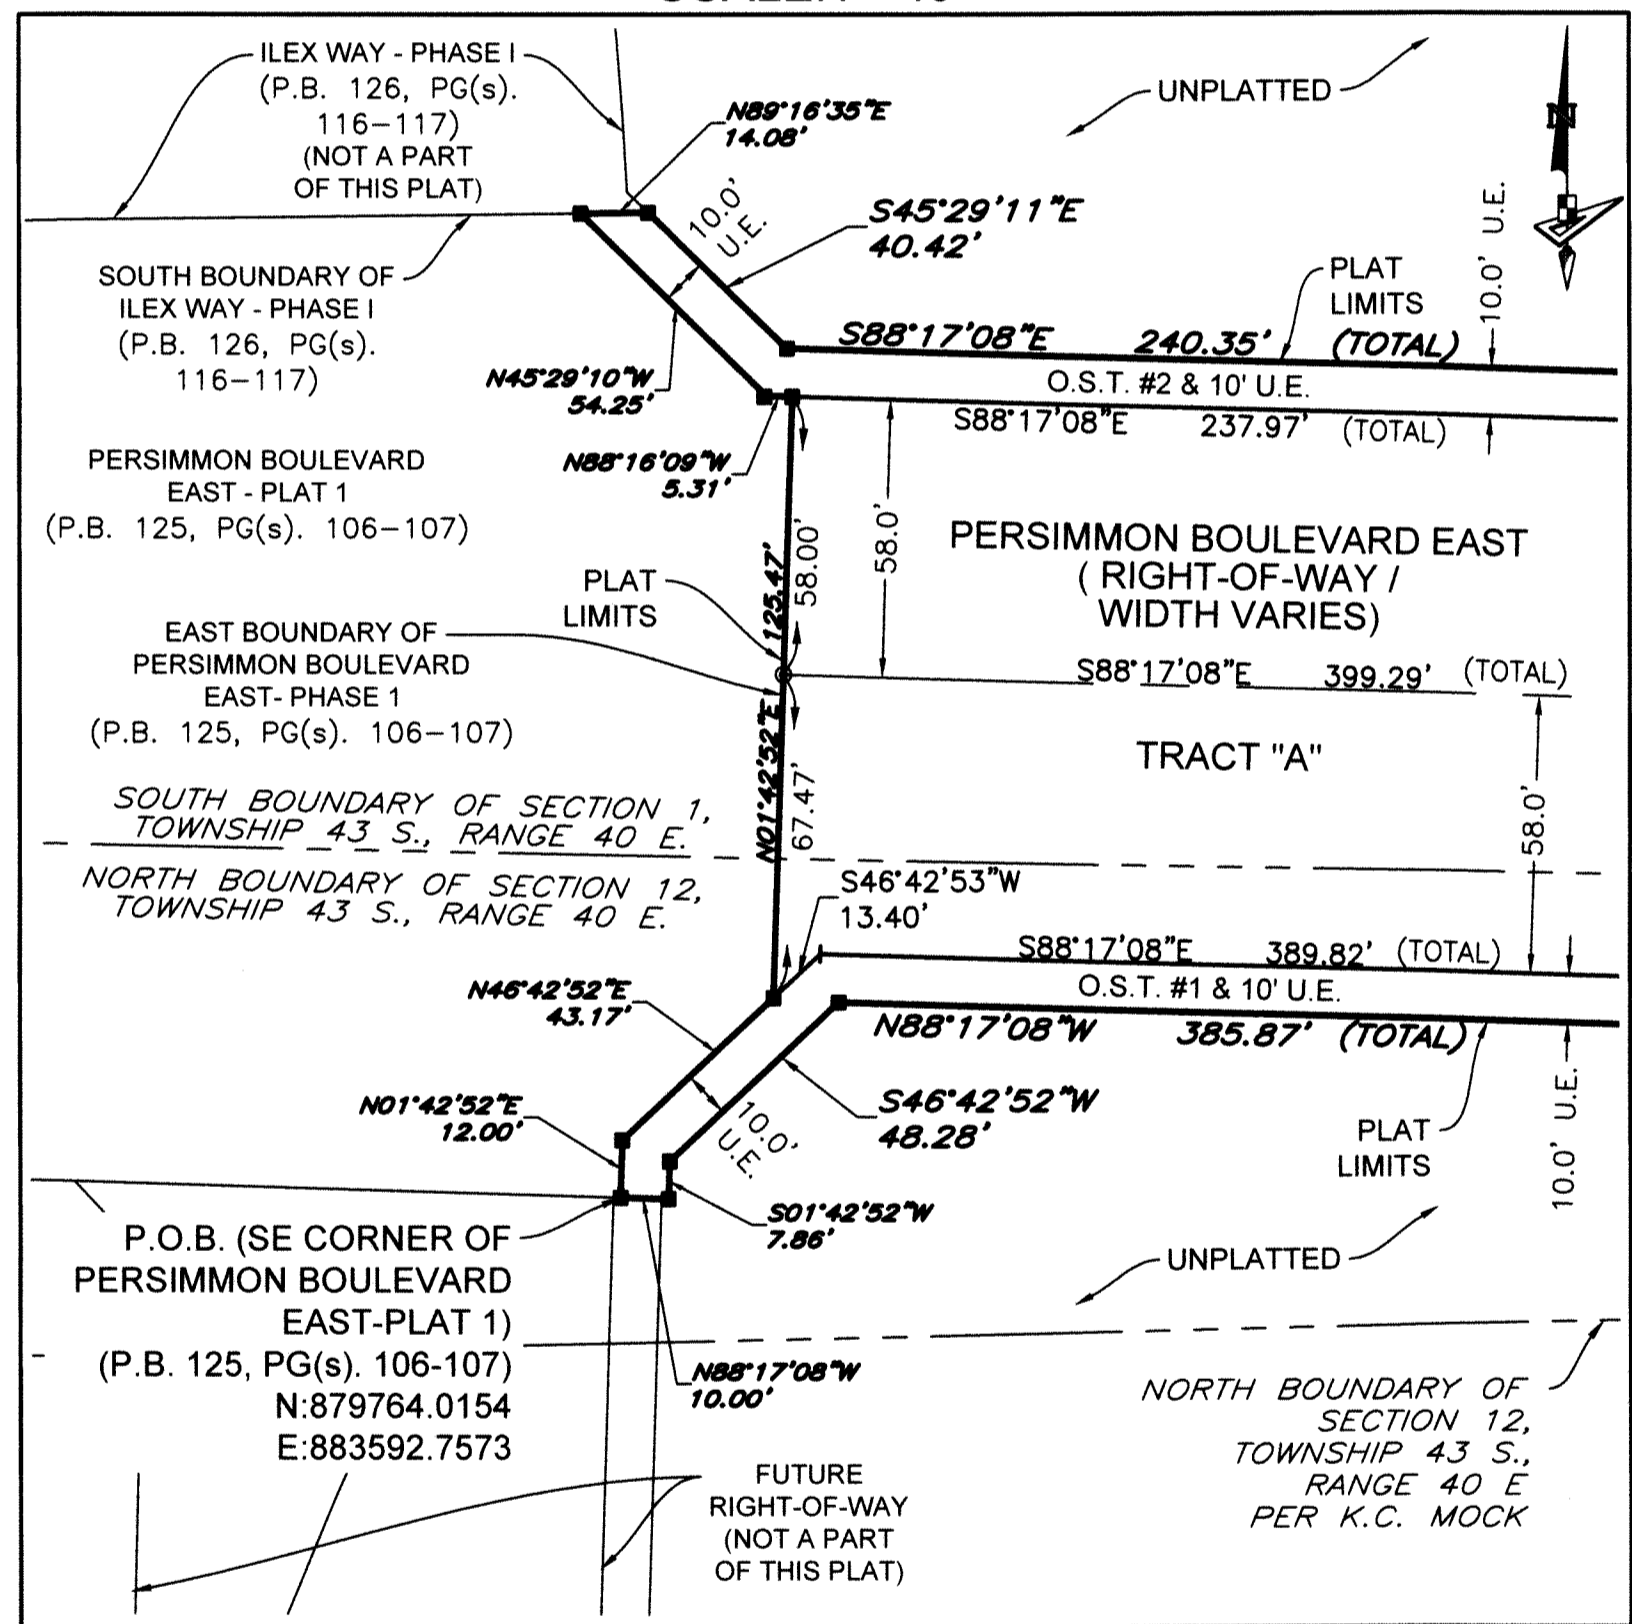 ILEX WAY - PHASE I
(P.B. 126, PG(s).
116-117)
(NOT A PART
OF THIS PLAT)
N89°16'35"E
14.08'
UNPLATTED
N
10.0'
U.E.
S45°29'11"E
40.42'
10.0' U.E.
SOUTH BOUNDARY OF
ILEX WAY - PHASE I
(P.B. 126, PG(s).
116-117)
PLAT
LIMITS
S88°17'08"E 240.35' (TOTAL)
O.S.T. #2 & 10' U.E.
S88°17'08"E 237.97' (TOTAL)
N45°29'10"W
54.25'
N88°16'09"W
5.31'
PERSIMMON BOULEVARD
EAST - PLAT 1
(P.B. 125, PG(s). 106-107)
58.0'
58.00'
N01°42'52"E 125.47'
PERSIMMON BOULEVARD EAST
( RIGHT-OF-WAY /
WIDTH VARIES)
PLAT
LIMITS
EAST BOUNDARY OF
PERSIMMON BOULEVARD
EAST- PHASE 1
(P.B. 125, PG(s). 106-107)
S88°17'08"E 399.29' (TOTAL)
TRACT "A"
67.47'
58.0'
SOUTH BOUNDARY OF SECTION 1,
TOWNSHIP 43 S., RANGE 40 E.
NORTH BOUNDARY OF SECTION 12,
TOWNSHIP 43 S., RANGE 40 E.
S46°42'53"W
13.40'
S88°17'08"E 389.82' (TOTAL)
O.S.T. #1 & 10' U.E.
N88°17'08"W 385.87' (TOTAL)
N46°42'52"E
43.17'
N01°42'52"E
12.00'
10.0'
U.E.
S46°42'52"W
48.28'
PLAT
LIMITS
10.0' U.E.
S01°42'52"W
7.86'
P.O.B. (SE CORNER OF
PERSIMMON BOULEVARD
EAST-PLAT 1)
(P.B. 125, PG(s). 106-107)
N:879764.0154
E:883592.7573
UNPLATTED
N88°17'08"W
10.00'
NORTH BOUNDARY OF
SECTION 12,
TOWNSHIP 43 S.,
RANGE 40 E
PER K.C. MOCK
FUTURE
RIGHT-OF-WAY
(NOT A PART
OF THIS PLAT)